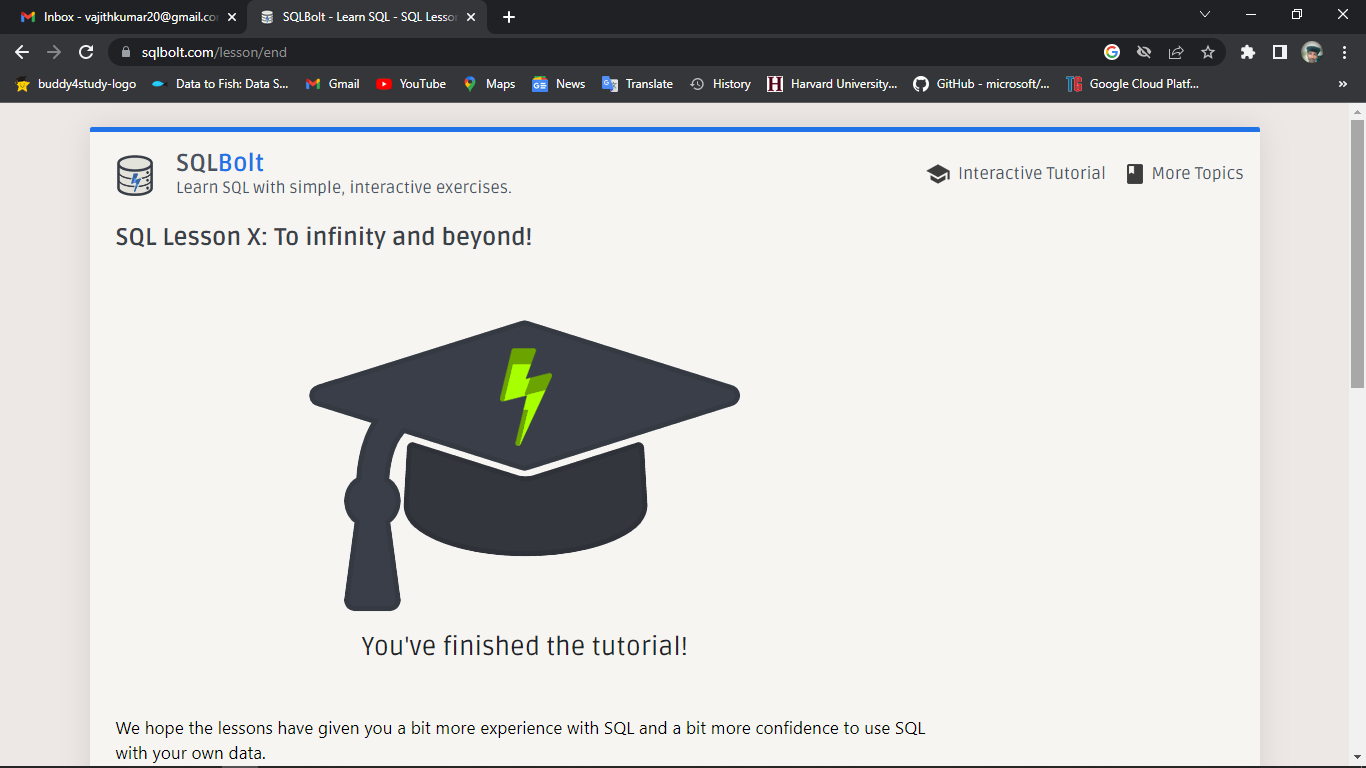 Inbox - vajithkumar20@gmail.co
SQLBolt - Learn SQL - SQL Lesson
sqlbolt.com/lesson/end
buddy4study-logo
Data to Fish: Data S...
Gmail
YouTube
Maps
News
Translate
History
Harvard University...
GitHub - microsoft/...
Google Cloud Platf...
»
SQLBolt
Learn SQL with simple, interactive exercises.
Interactive Tutorial
More Topics
SQL Lesson X: To infinity and beyond!
You've finished the tutorial!
We hope the lessons have given you a bit more experience with SQL and a bit more confidence to use SQL
with your own data.